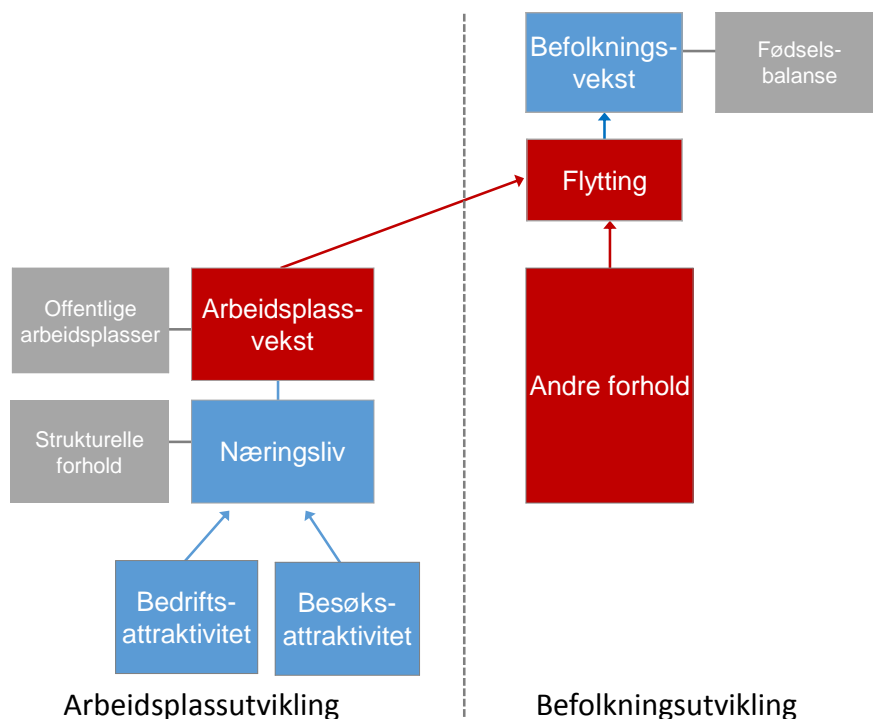 Befolknings-
vekst
Fødsels-
balanse
Flytting
Offentlige
arbeidsplasser
Arbeidsplass-
vekst
Andre forhold
Strukturelle
forhold
Næringsliv
Bedrifts-
attraktivitet
Besøks-
attraktivitet
Arbeidsplassutvikling
Befolkningsutvikling